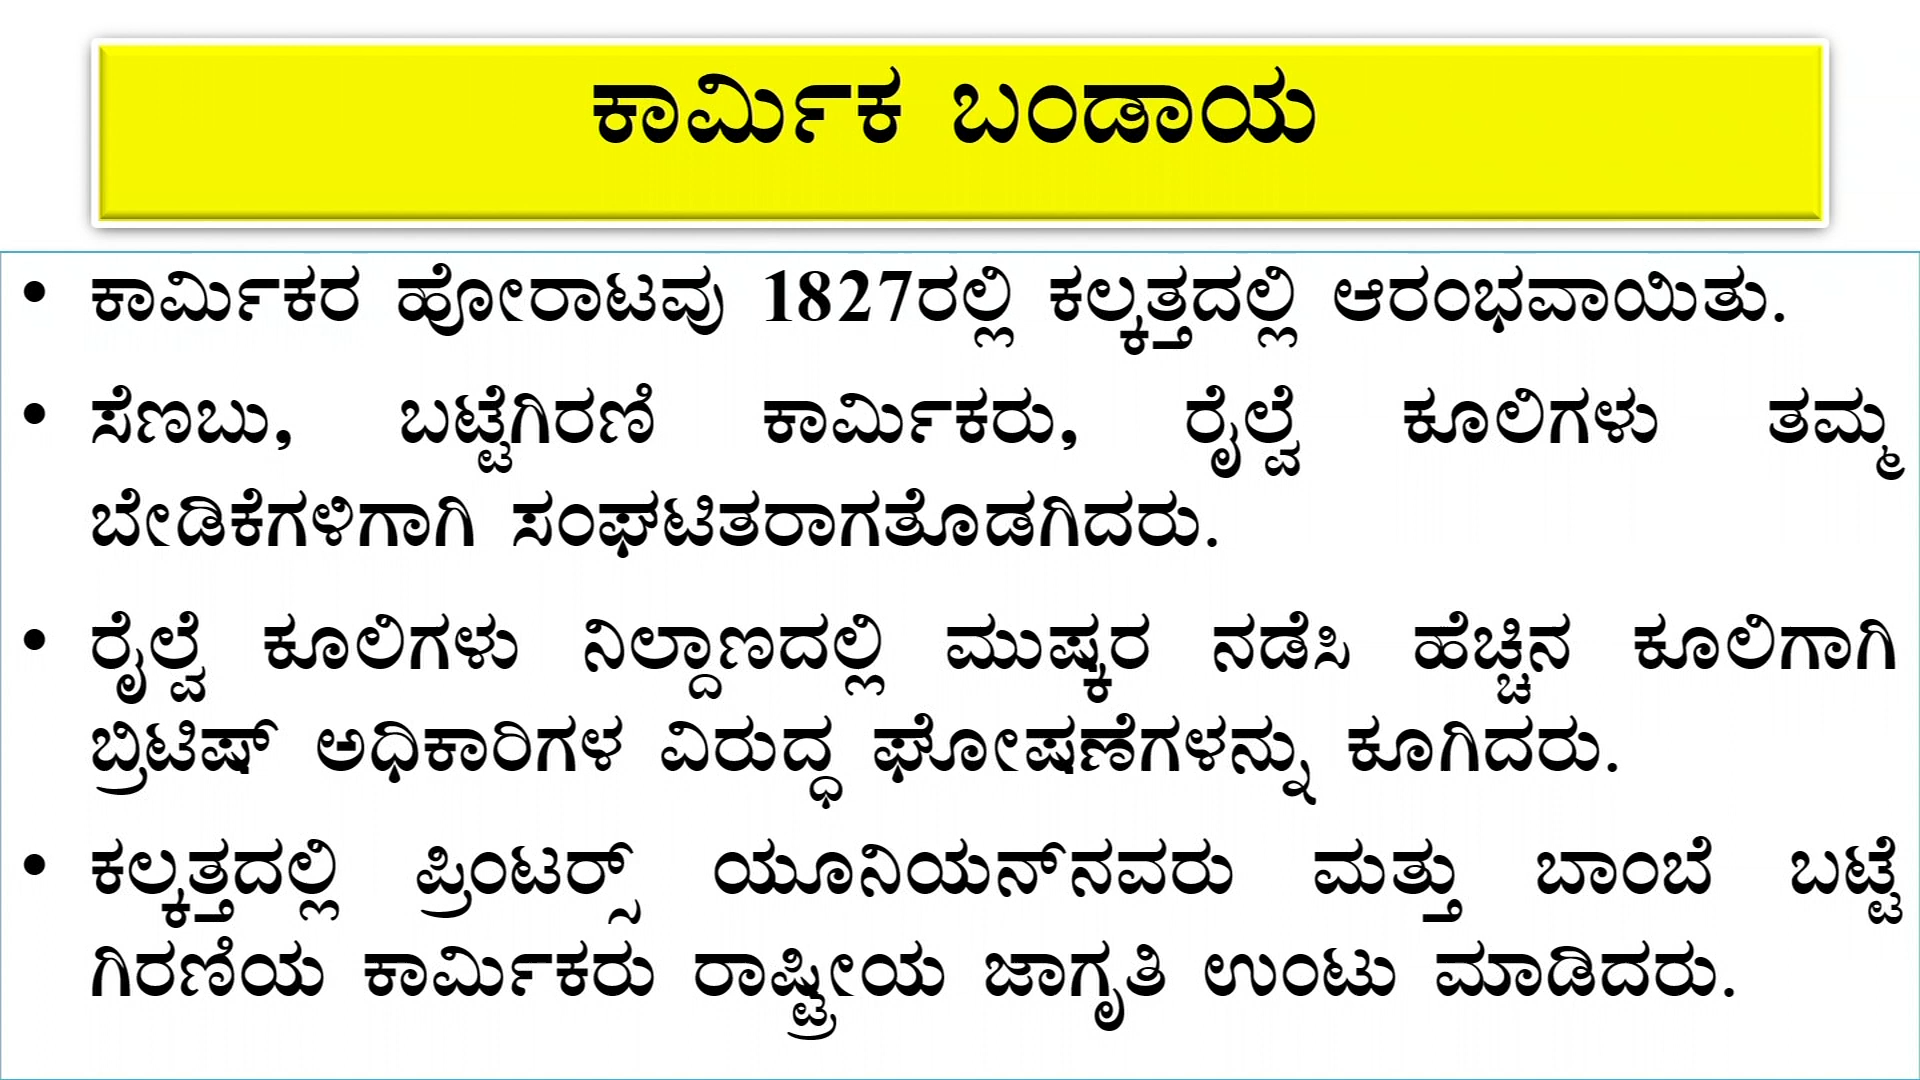 ಕಾರ್ಮಿಕ ಬಂಡಾಯ
• ಕಾರ್ಮಿಕರ ಹೋರಾಟವು 1827ರಲ್ಲಿ ಕಲ್ಕತ್ತದಲ್ಲಿ ಆರಂಭವಾಯಿತು.
• ಸೆಣಬು, ಬಟ್ಟೆಗಿರಣಿ ಕಾರ್ಮಿಕರು, ರೈಲ್ವೆ ಕೂಲಿಗಳು ತಮ್ಮ
ಬೇಡಿಕೆಗಳಿಗಾಗಿ ಸಂಘಟಿತರಾಗತೊಡಗಿದರು.
• ರೈಲ್ವೆ ಕೂಲಿಗಳು ನಿಲ್ದಾಣದಲ್ಲಿ ಮುಷ್ಕರ ನಡೆಸಿ ಹೆಚ್ಚಿನ ಕೂಲಿಗಾಗಿ
ಬ್ರಿಟಿಷ್ ಅಧಿಕಾರಿಗಳ ವಿರುದ್ಧ ಘೋಷಣೆಗಳನ್ನು ಕೂಗಿದರು.
• ಕಲ್ಕತ್ತದಲ್ಲಿ ಪ್ರಿಂಟರ್‍ಸ್ ಯೂನಿಯನ್‌ನವರು ಮತ್ತು ಬಾಂಬೆ ಬಟ್ಟೆ
ಗಿರಣಿಯ ಕಾರ್ಮಿಕರು ರಾಷ್ಟ್ರೀಯ ಜಾಗೃತಿ ಉಂಟು ಮಾಡಿದರು.